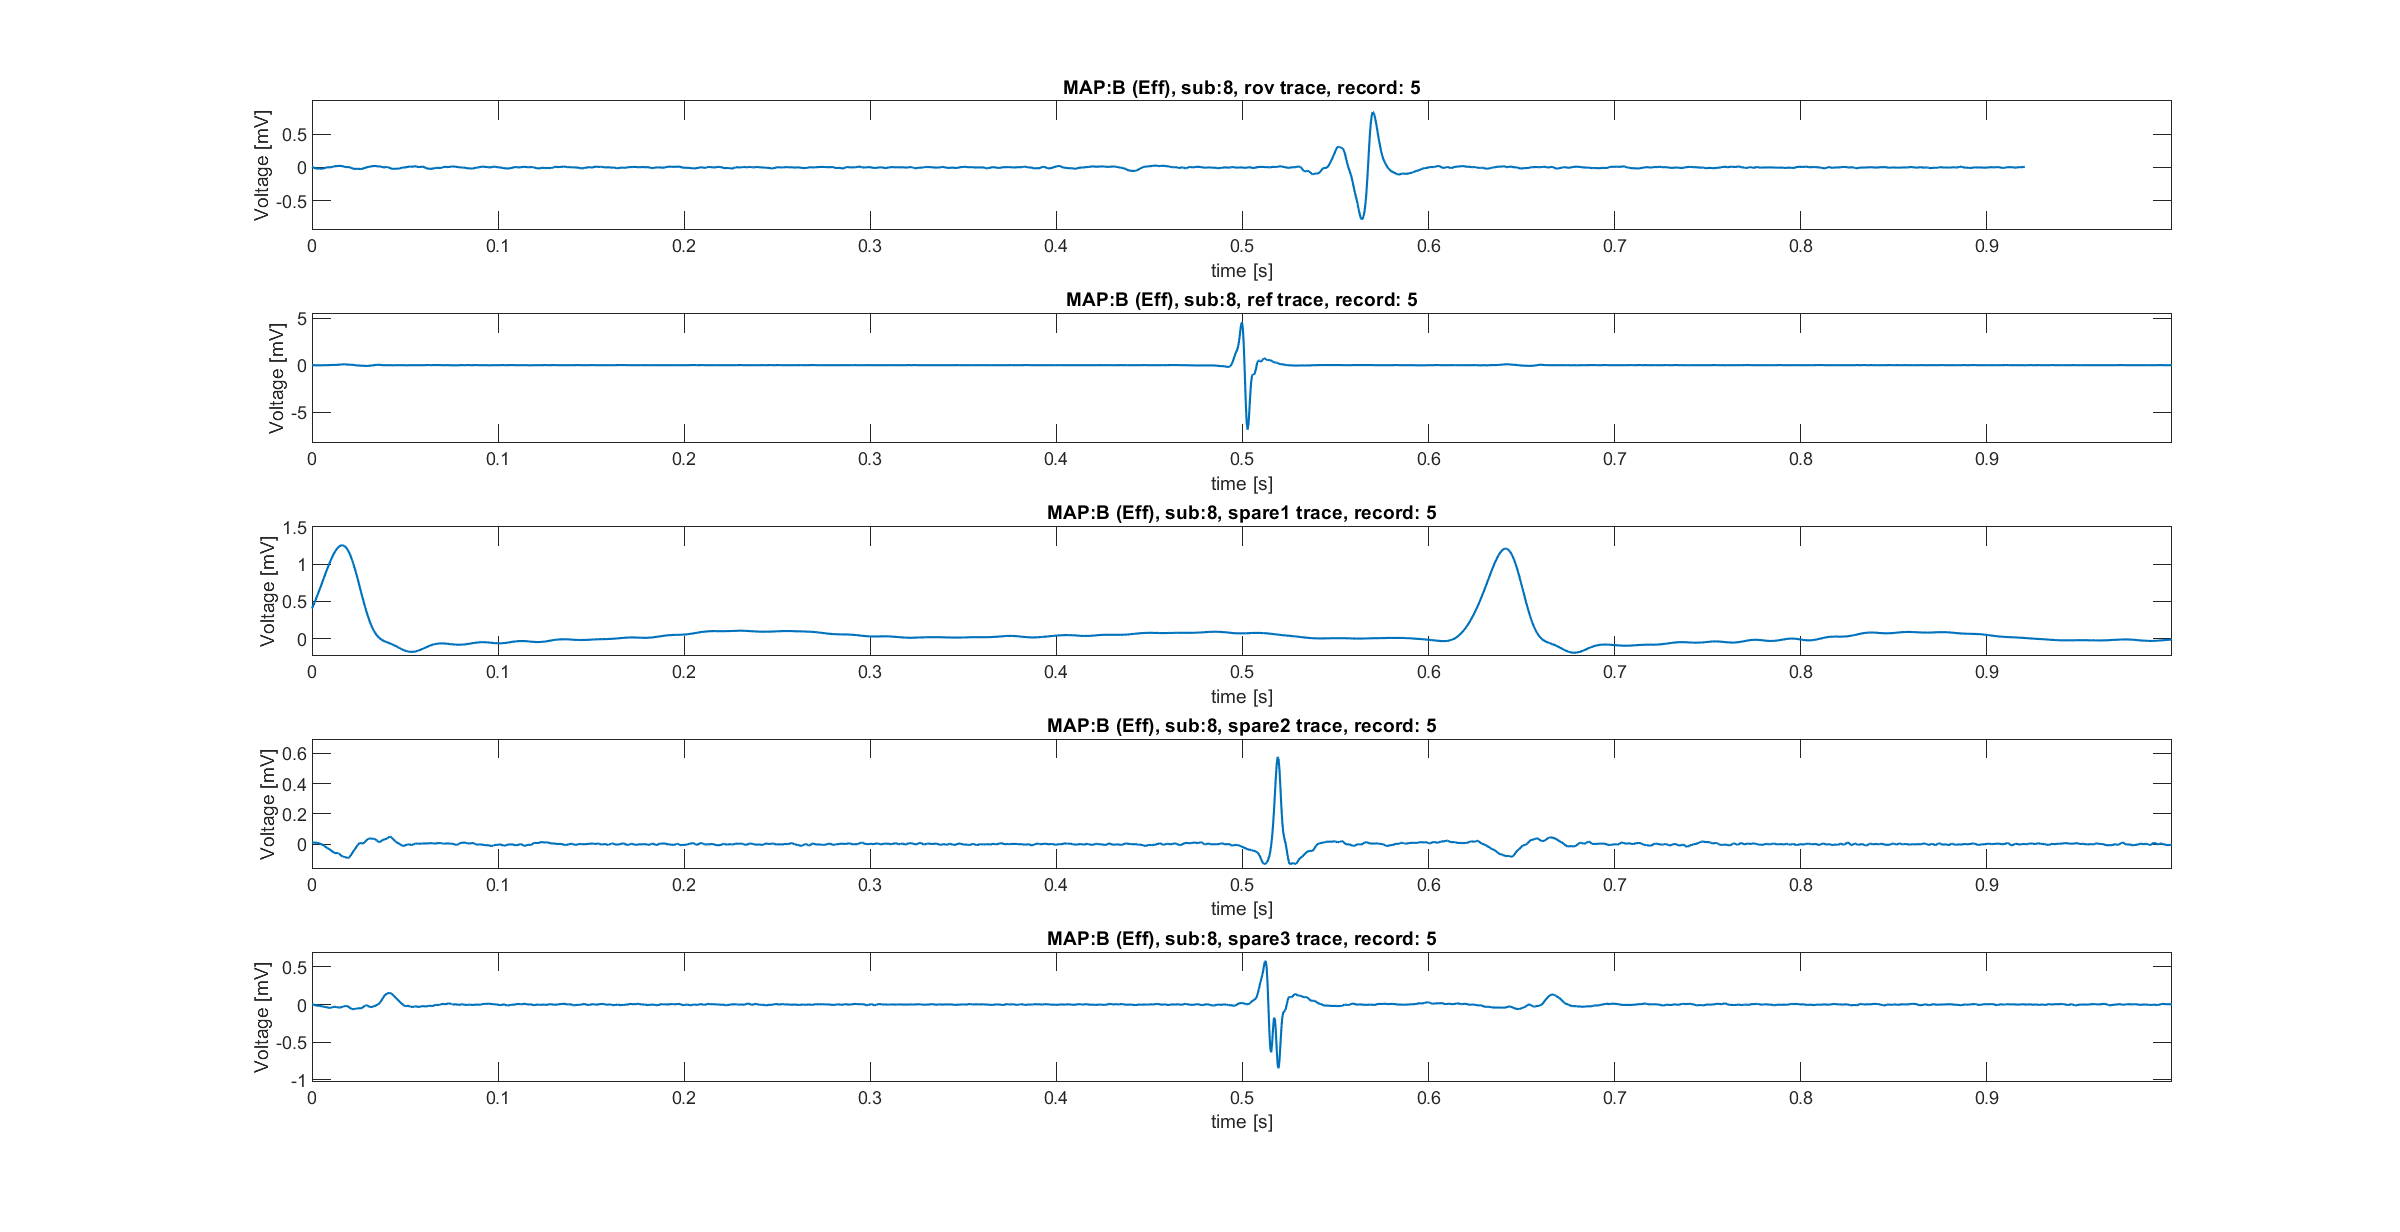 MAP:B (Eff), sub:8, rov trace, record: 5
Voltage [mV]
0.5
0
-0.5
0 0.1 0.2 0.3 0.4 0.5 0.6 0.7 0.8 0.9
time [s]
MAP:B (Eff), sub:8, ref trace, record: 5
Voltage [mV]
5
0
-5
0 0.1 0.2 0.3 0.4 0.5 0.6 0.7 0.8 0.9
time [s]
MAP:B (Eff), sub:8, spare1 trace, record: 5
Voltage [mV]
1.5
1
0.5
0
0 0.1 0.2 0.3 0.4 0.5 0.6 0.7 0.8 0.9
time [s]
MAP:B (Eff), sub:8, spare2 trace, record: 5
Voltage [mV]
0.6
0.4
0.2
0
0 0.1 0.2 0.3 0.4 0.5 0.6 0.7 0.8 0.9
time [s]
MAP:B (Eff), sub:8, spare3 trace, record: 5
Voltage [mV]
0.5
0
-0.5
-1
0 0.1 0.2 0.3 0.4 0.5 0.6 0.7 0.8 0.9
time [s]